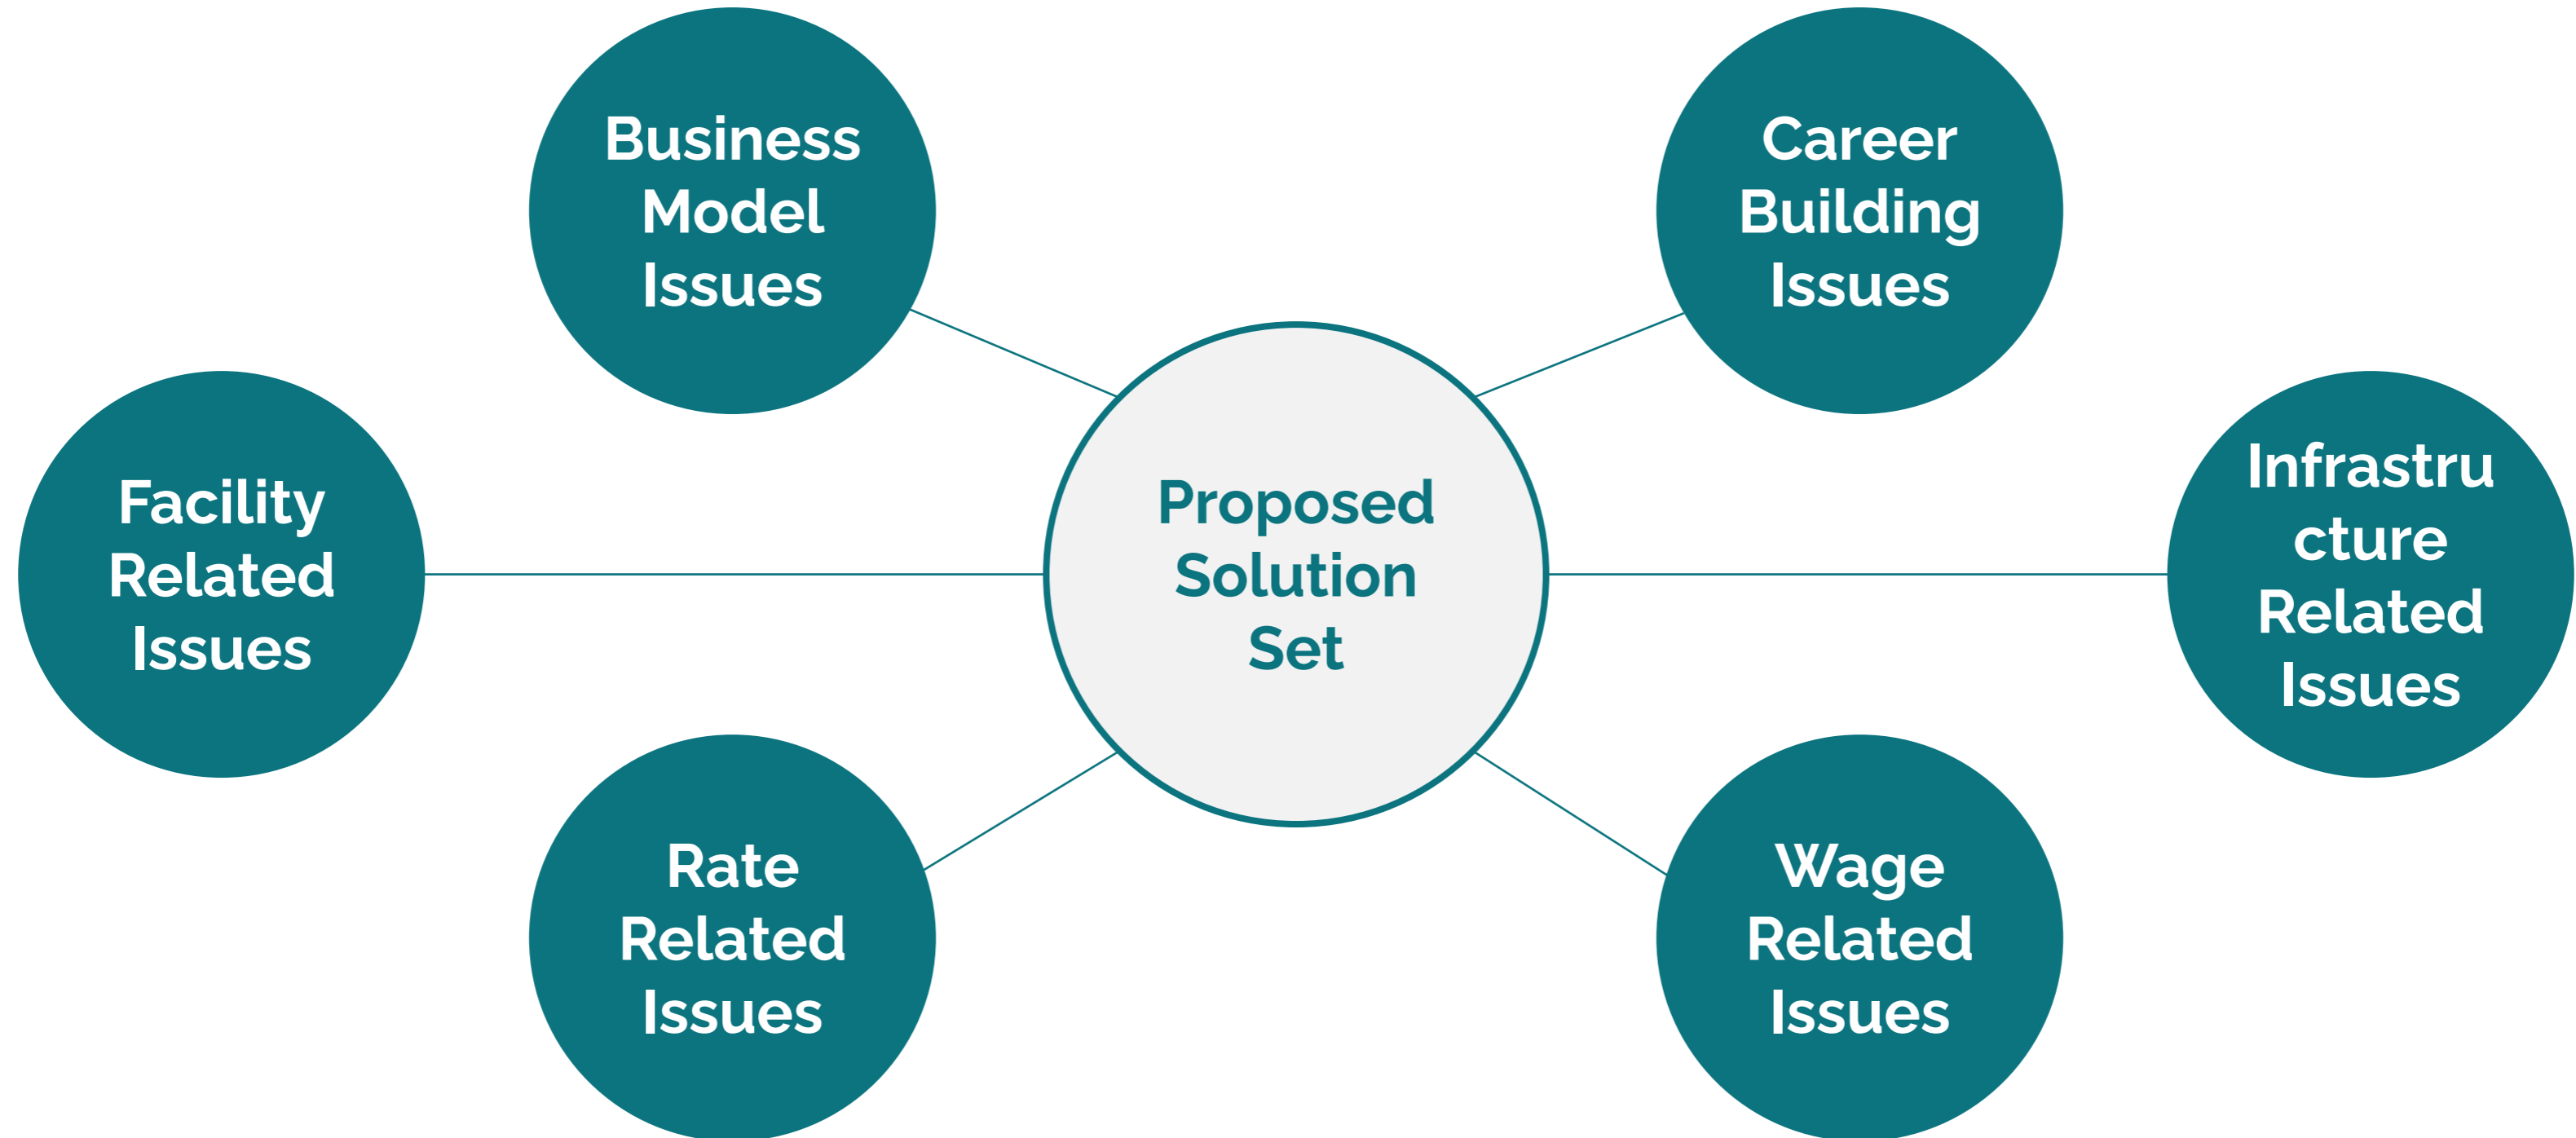 Business
Model
Issues
Career
Building
Issues
Facility
Related
Issues
Proposed
Solution
Set
Infrastru
cture
Related
Issues
Rate
Related
Issues
Wage
Related
Issues